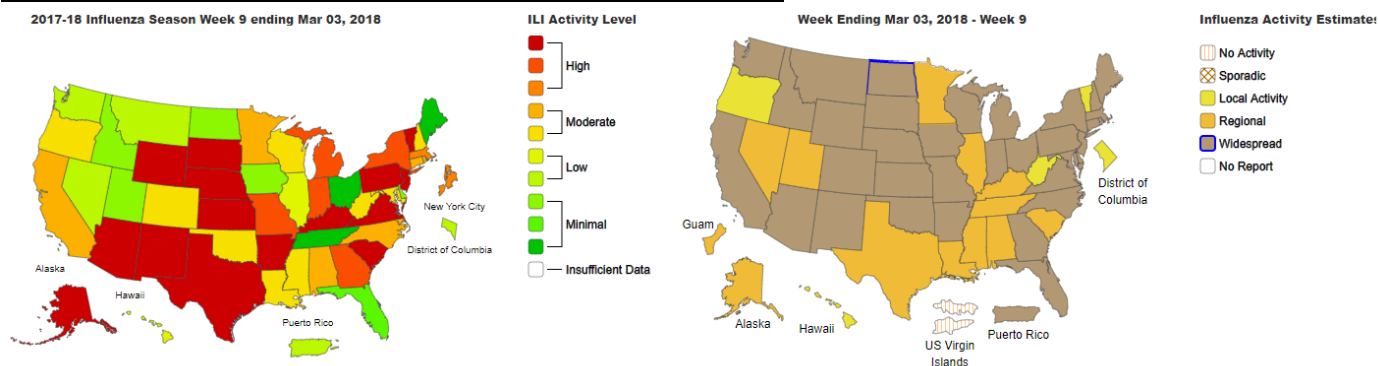 2017-18 Influenza Season Week 9 ending Mar 03, 2018
ILI Activity Level
High
Moderate
Low
Minimal
Insufficient Data
New York City
District of Columbia
Alaska
Hawaii
Puerto Rico
Week Ending Mar 03, 2018 - Week 9
Influenza Activity Estimates
No Activity
Sporadic
Local Activity
Regional
Widespread
No Report
District of
Columbia
Guam
Alaska
Hawaii
US Virgin
Islands
Puerto Rico